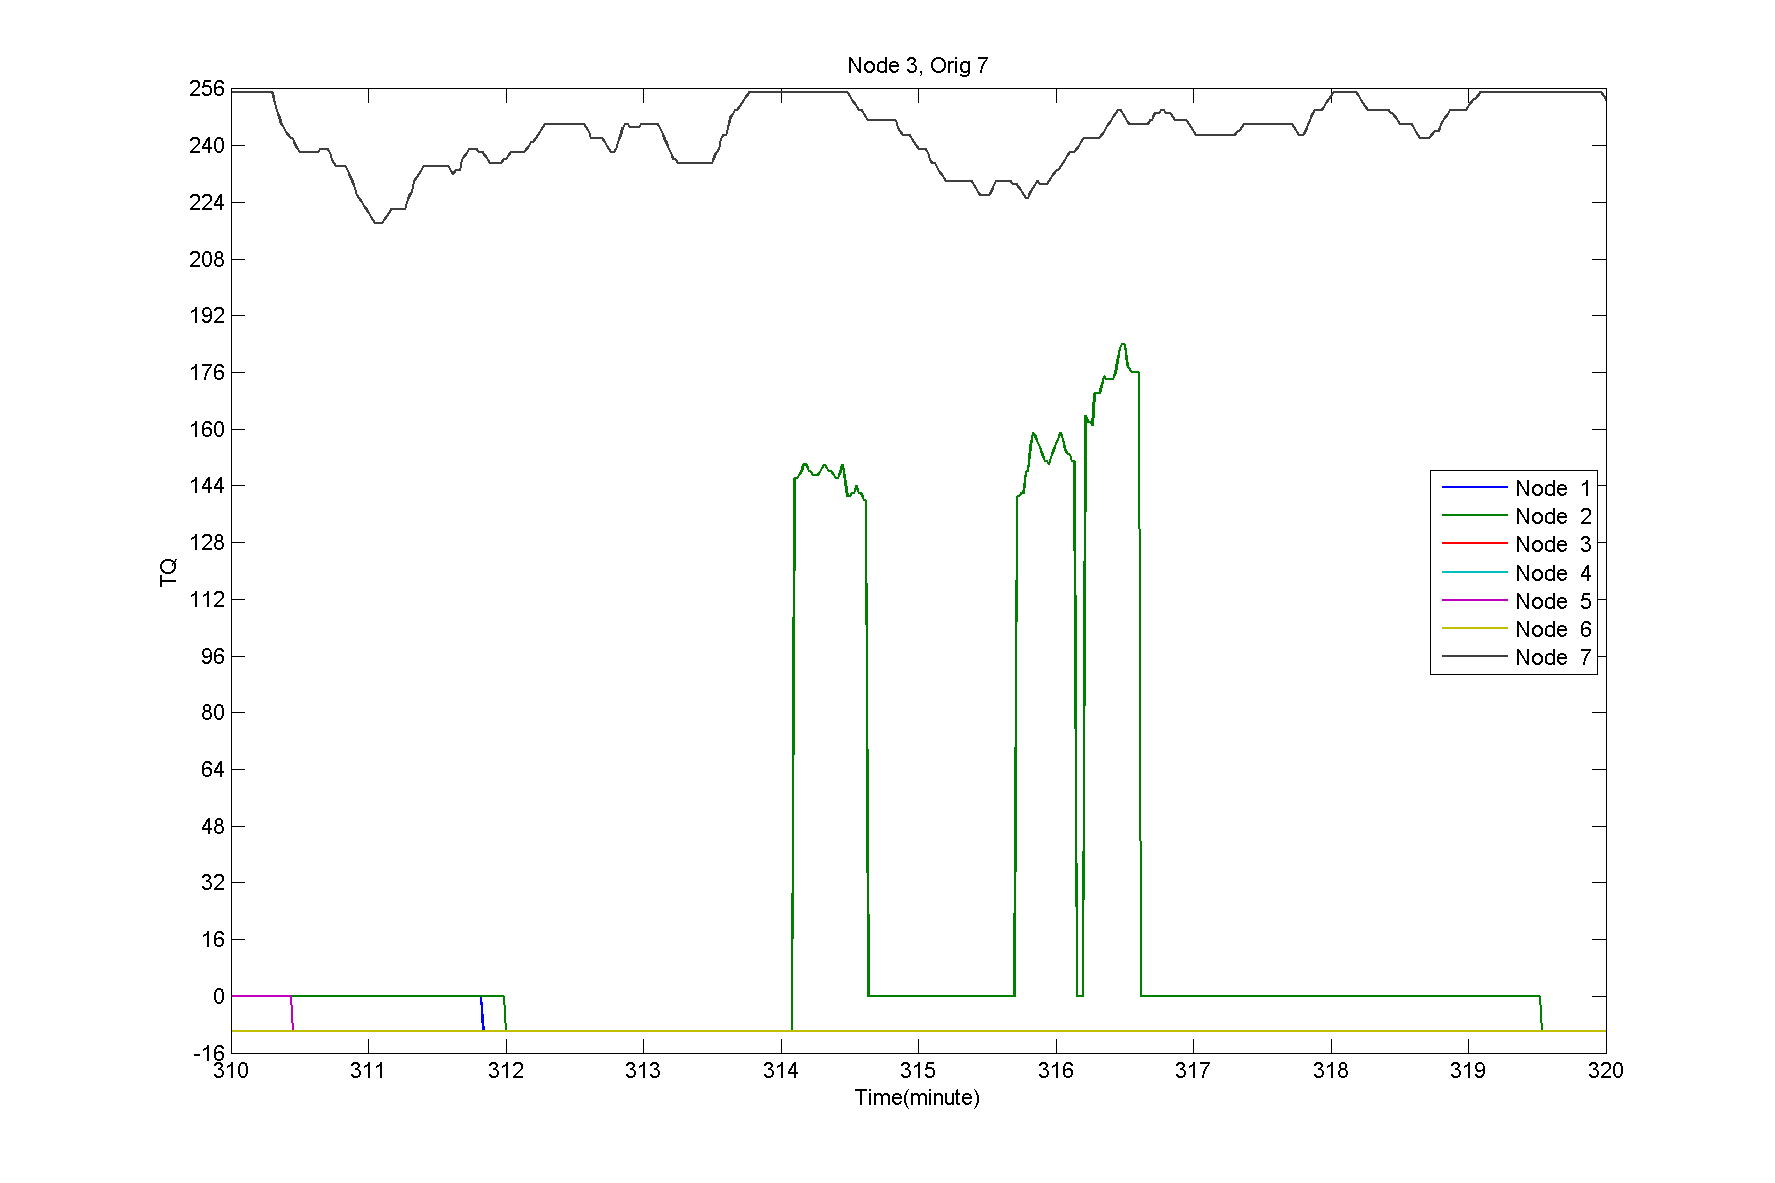 Node 3, Orig 7
256
240
224
208
192
176
160
144
128
112
96
80
64
48
32
16
0
-16
TQ
Node 1
Node 2
Node 3
Node 4
Node 5
Node 6
Node 7
310 311 312 313 314 315 316 317 318 319 320
Time(minute)